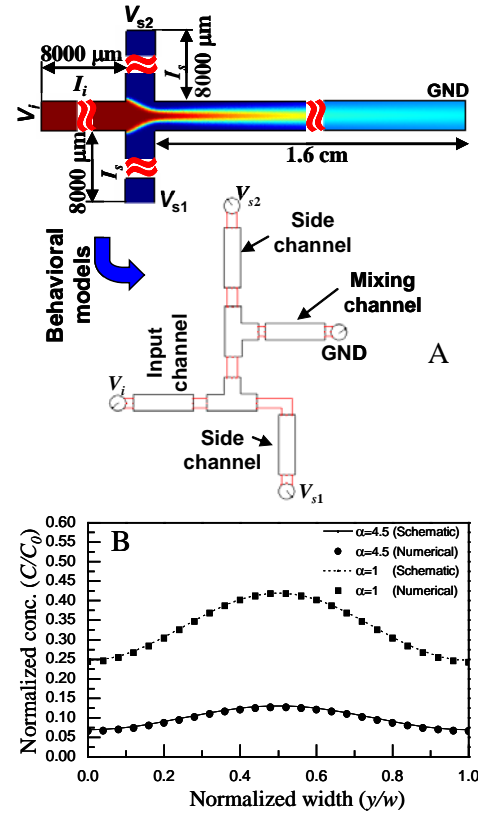 V_s2
8000 μm
I_i
I_s
8000 μm
GND
V_i
8000 μm
I_s
1.6 cm
V_s1
Behavioral
models
V_s2
Side
channel
Mixing
channel
GND
A
Input
channel
V_i
Side
channel
V_s1
B
α=4.5 (Schematic)
α=4.5 (Numerical)
α=1 (Schematic)
α=1 (Numerical)
Normalized conc. (C/C_0)
0.60
0.55
0.50
0.45
0.40
0.35
0.30
0.25
0.20
0.15
0.10
0.05
0.00
0.0 0.2 0.4 0.6 0.8 1.0
Normalized width (y/w)